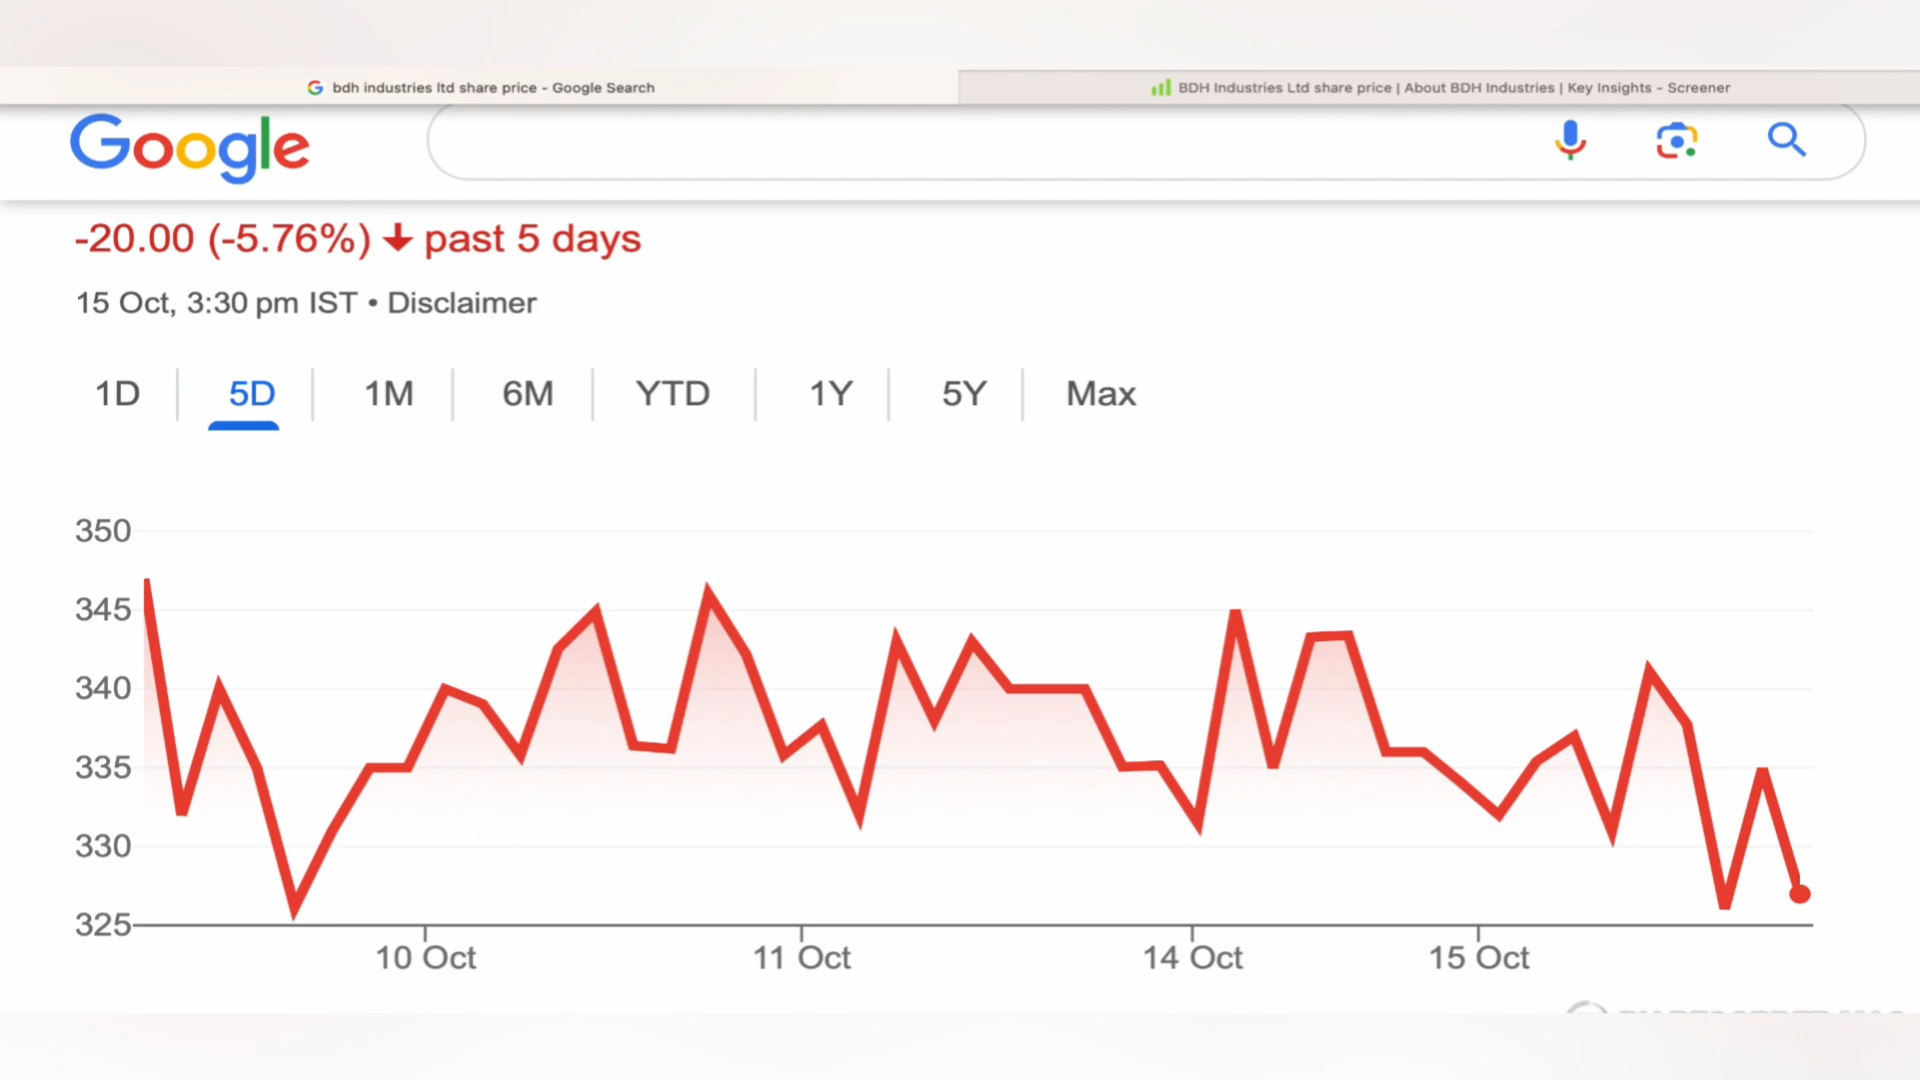 bdh industries ltd share price - Google Search
BDH Industries Ltd share price | About BDH Industries | Key Insights - Screener
Google
-20.00 (-5.76%) ↓ past 5 days
15 Oct, 3:30 pm IST • Disclaimer
1D 5D 1M 6M YTD 1Y 5Y Max
350
345
340
335
330
325
10 Oct 11 Oct 14 Oct 15 Oct